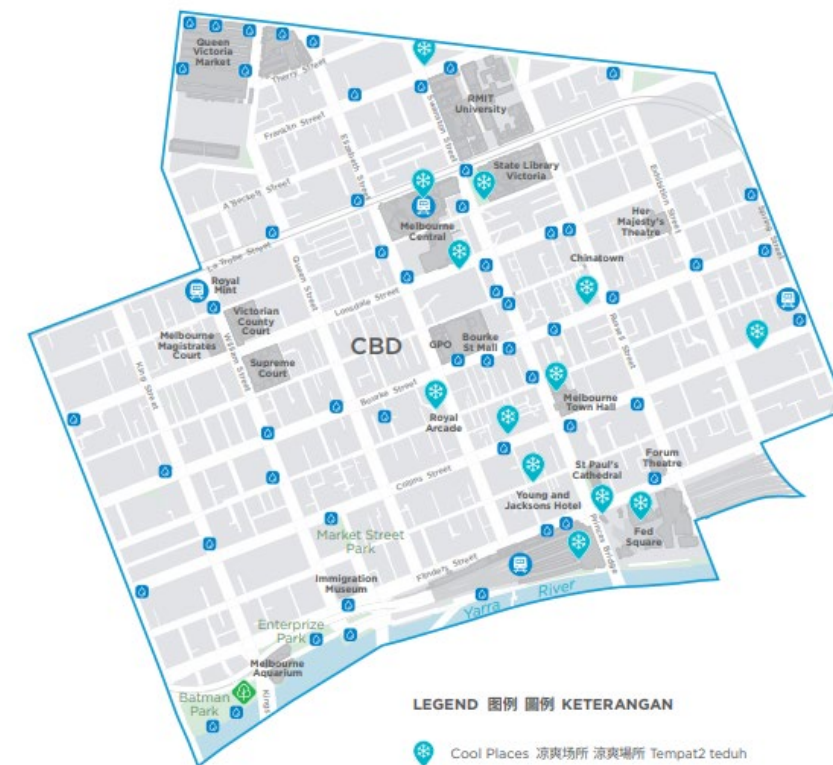 Queen
Victoria
Market
Therry Street
RMIT
University
Franklin Street
Swanston Street
Elizabeth Street
State Library
Victoria
A'Beckett Street
Exhibition Street
Spring Street
Melbourne
Central
Her
Majesty's
Theatre
La Trobe Street
Chinatown
Royal
Mint
Queen Street
Lonsdale Street
Victorian
County
Court
Melbourne
Magistrates
Court
William Street
CBD
GPO
Bourke
St Mall
Russell Street
Supreme
Court
King Street
Bourke Street
Royal
Arcade
Melbourne
Town Hall
Collins Street
St Paul's
Cathedral
Forum
Theatre
Young and
Jacksons Hotel
Princes Bridge
Fed
Square
Market Street
Park
Flinders Street
Immigration
Museum
Yarra River
Enterprize
Park
Melbourne
Aquarium
Batman
Park
Kings
LEGEND 图例 圖例 KETERANGAN
Cool Places 凉爽场所 涼爽場所 Tempat2 teduh